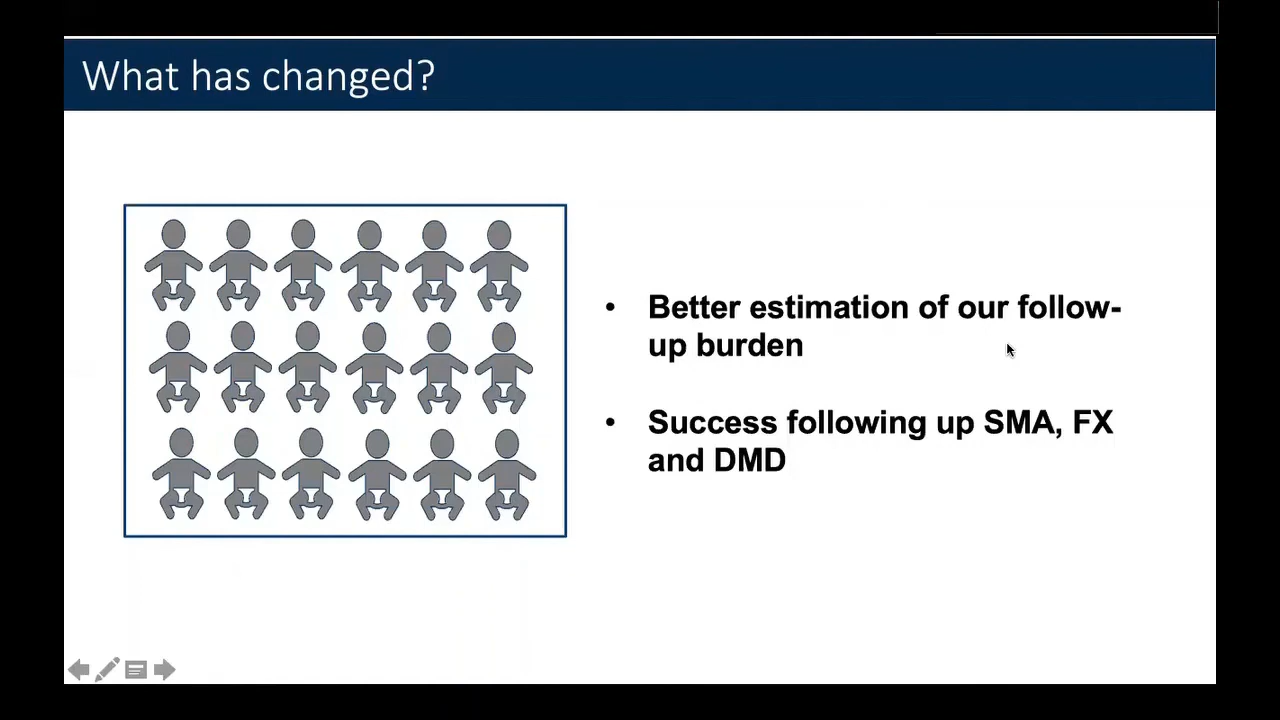 What has changed?
• Better estimation of our follow-
up burden
• Success following up SMA, FX
and DMD